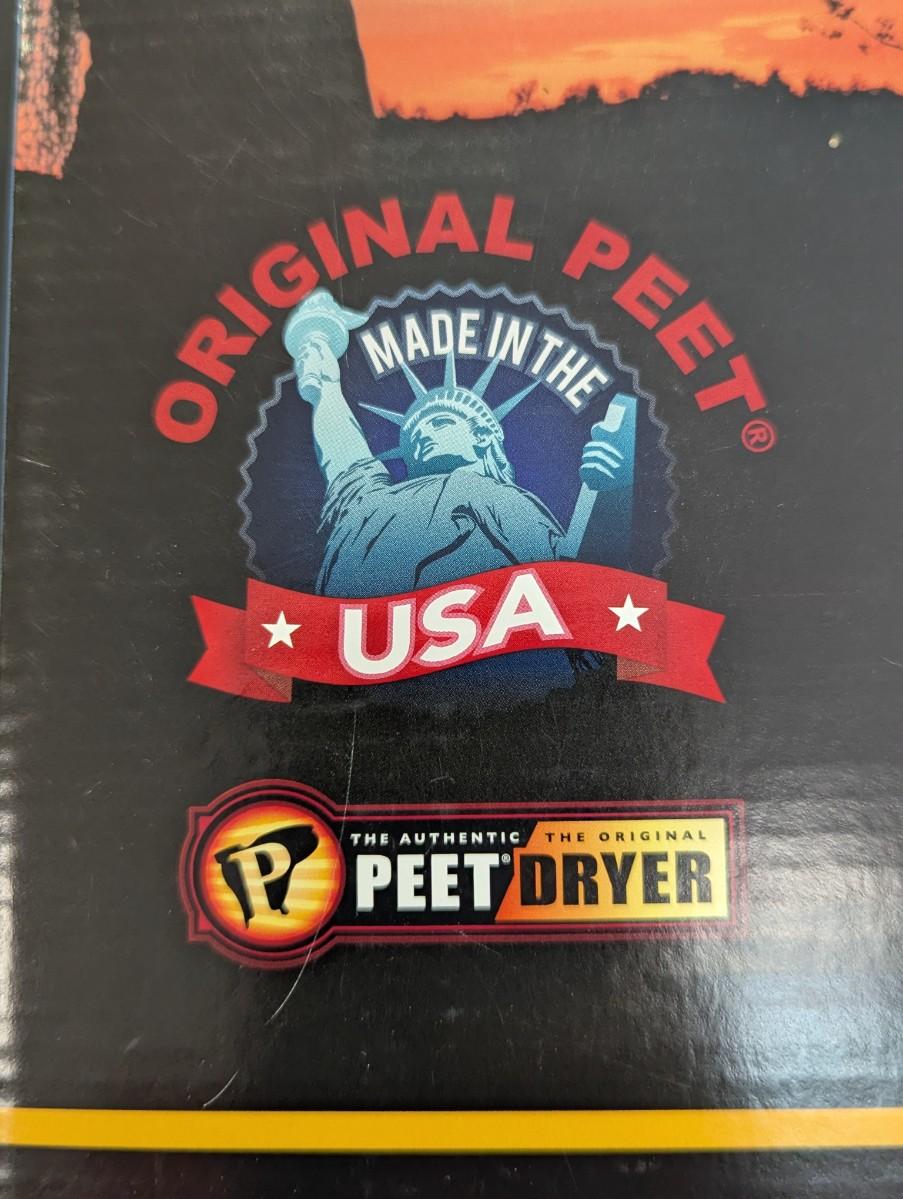 ORIGINAL PEET®
MADE IN THE
USA
P
THE AUTHENTIC THE ORIGINAL
PEET® DRYER